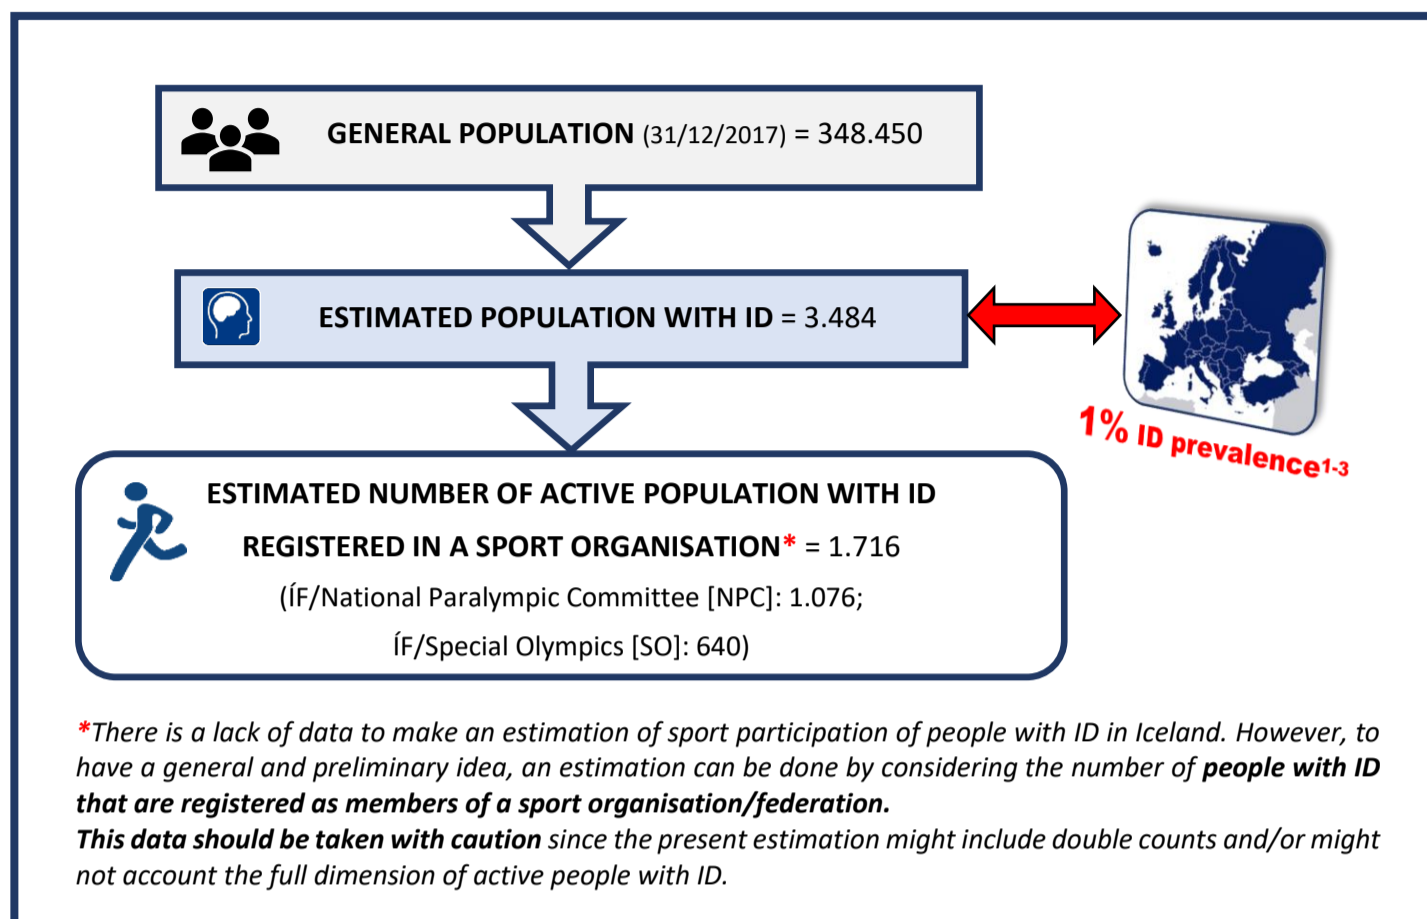 GENERAL POPULATION (31/12/2017) = 348.450
ESTIMATED POPULATION WITH ID = 3.484
1% ID prevalence¹⁻³
ESTIMATED NUMBER OF ACTIVE POPULATION WITH ID
REGISTERED IN A SPORT ORGANISATION* = 1.716
(ÍF/National Paralympic Committee [NPC]: 1.076;
ÍF/Special Olympics [SO]: 640)
*There is a lack of data to make an estimation of sport participation of people with ID in Iceland. However, to
have a general and preliminary idea, an estimation can be done by considering the number of people with ID
that are registered as members of a sport organisation/federation.
This data should be taken with caution since the present estimation might include double counts and/or might
not account the full dimension of active people with ID.